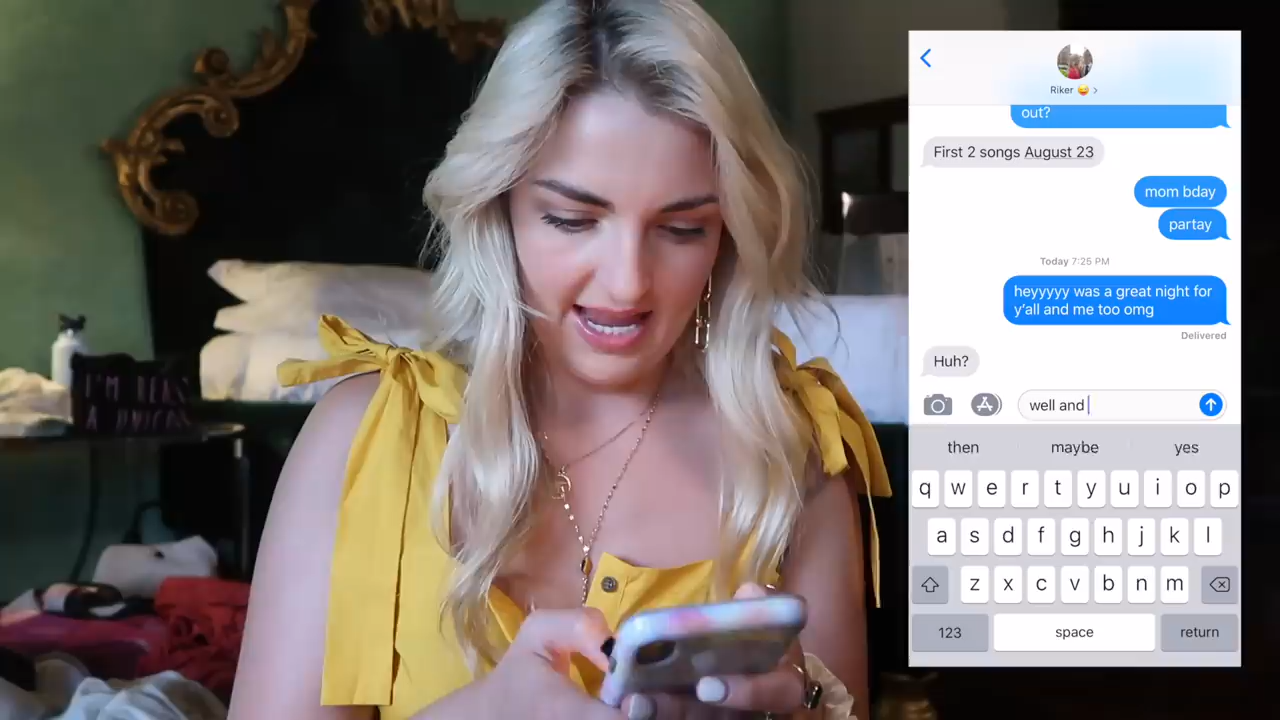 Riker 😜 >
out?
First 2 songs August 23
mom bday
partay
Today 7:25 PM
heyyyyy was a great night for
y'all and me too omg
Delivered
Huh?
well and
then maybe yes
q w e r t y u i o p
a s d f g h j k l
z x c v b n m
123 space return
I'M
A